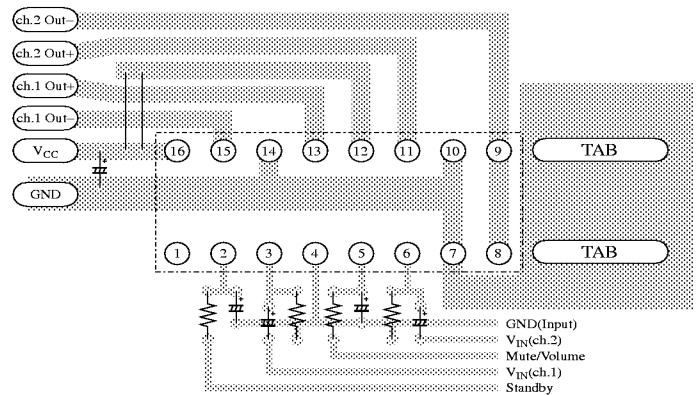 ch.2 Out−
ch.2 Out+
ch.1 Out+
ch.1 Out−
VCC
GND
16 15 14 13 12 11 10 9
TAB
1 2 3 4 5 6 7 8
TAB
+
+ + + + +
GND(Input)
VIN(ch.2)
Mute/Volume
VIN(ch.1)
Standby